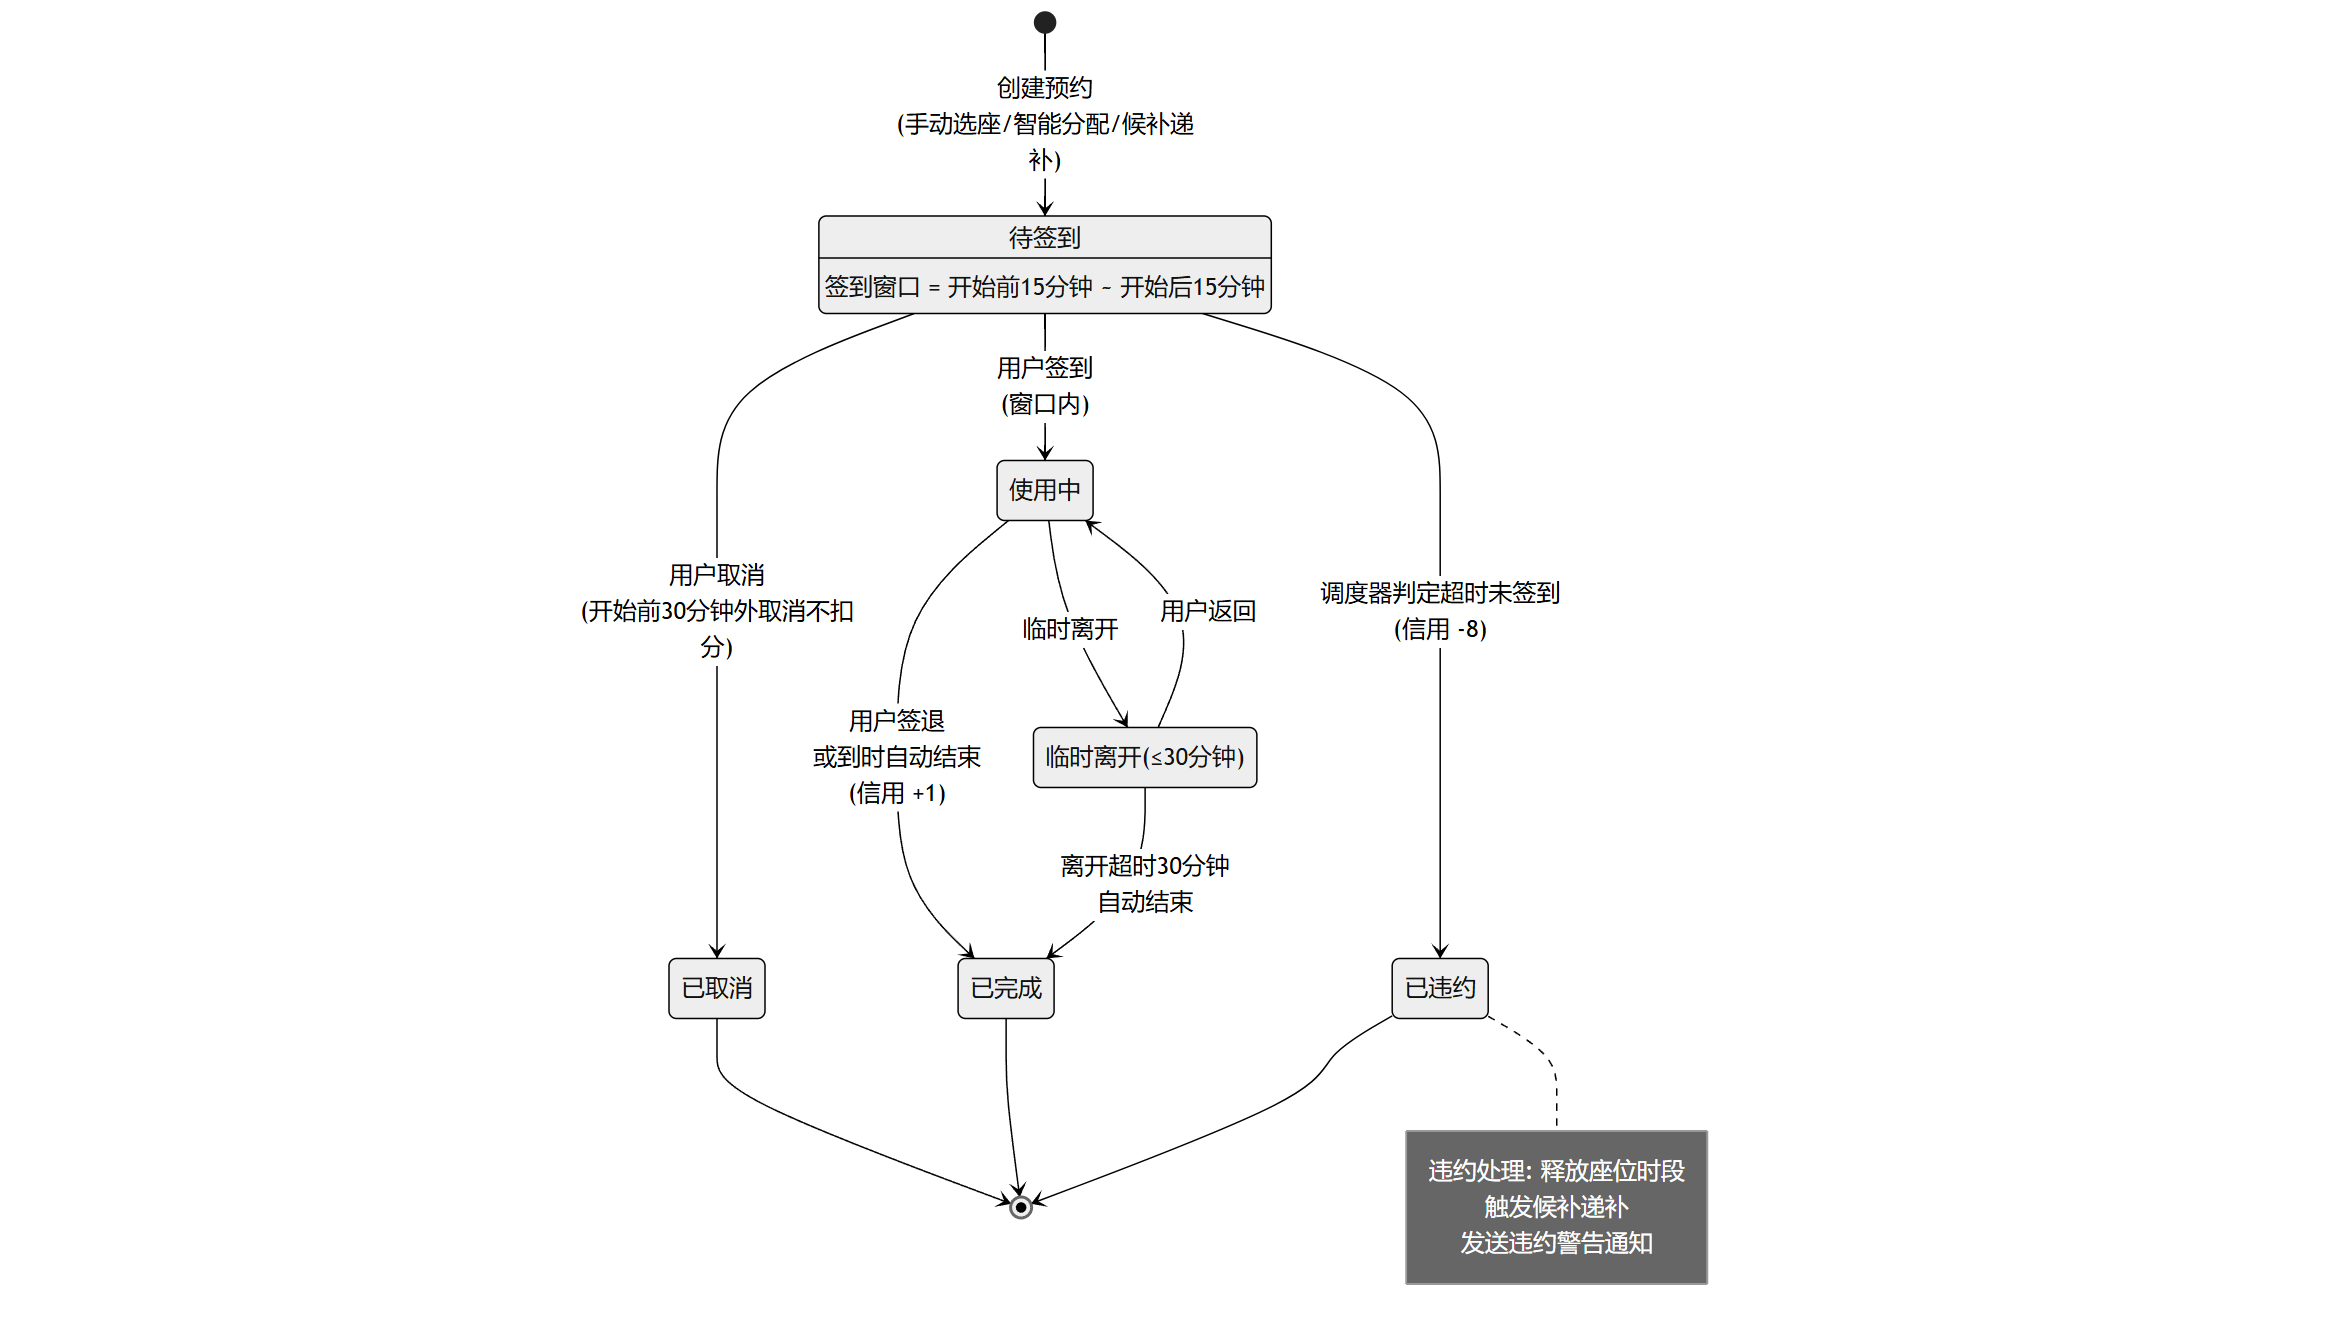 创建预约
(手动选座/智能分配/候补递
补)
待签到
签到窗口 = 开始前15分钟 ~ 开始后15分钟
用户签到
(窗口内)
使用中
用户取消
(开始前30分钟外取消不扣
分)
临时离开
用户返回
调度器判定超时未签到
(信用 -8)
用户签退
或到时自动结束
(信用 +1)
临时离开(≤30分钟)
离开超时30分钟
自动结束
已取消
已完成
已违约
违约处理: 释放座位时段
触发候补递补
发送违约警告通知